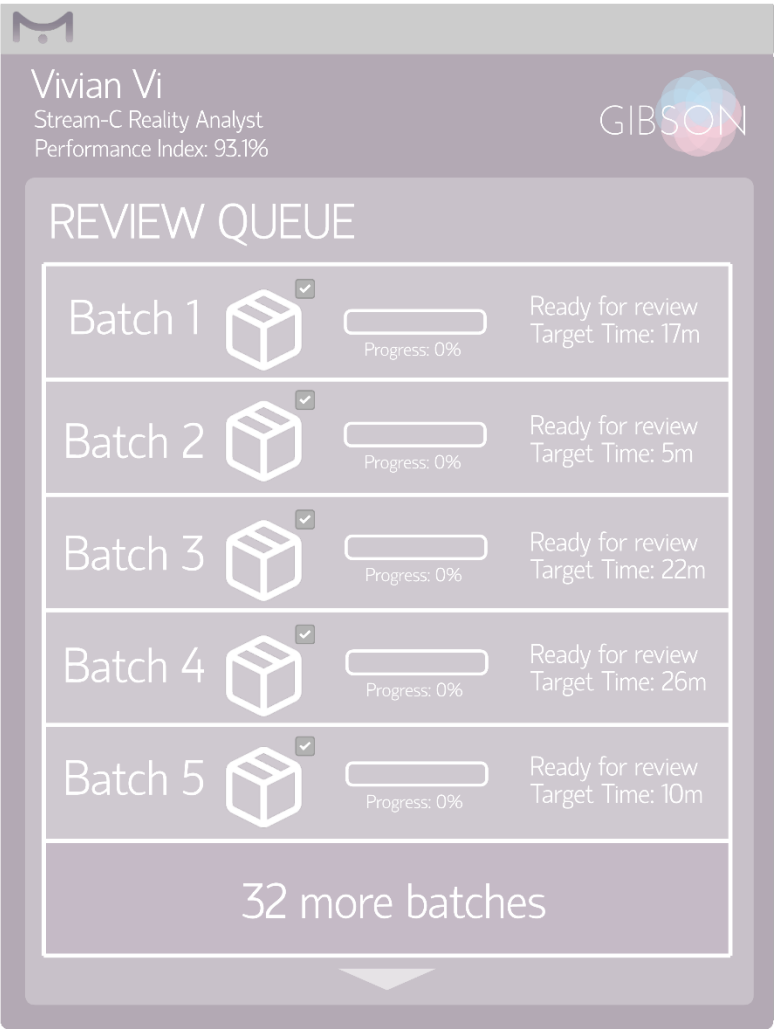 Vivian Vi
Stream-C Reality Analyst
Performance Index: 93.1%
GIBSON
REVIEW QUEUE
Batch 1
Progress: 0%
Ready for review
Target Time: 17m
Batch 2
Progress: 0%
Ready for review
Target Time: 5m
Batch 3
Progress: 0%
Ready for review
Target Time: 22m
Batch 4
Progress: 0%
Ready for review
Target Time: 26m
Batch 5
Progress: 0%
Ready for review
Target Time: 10m
32 more batches